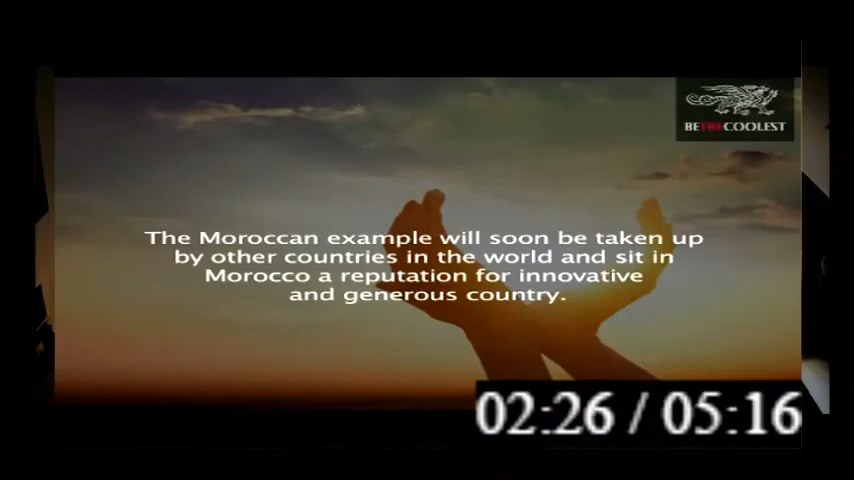 BETHECOOLEST
The Moroccan example will soon be taken up
by other countries in the world and sit in
Morocco a reputation for innovative
and generous country.
02:26 / 05:16